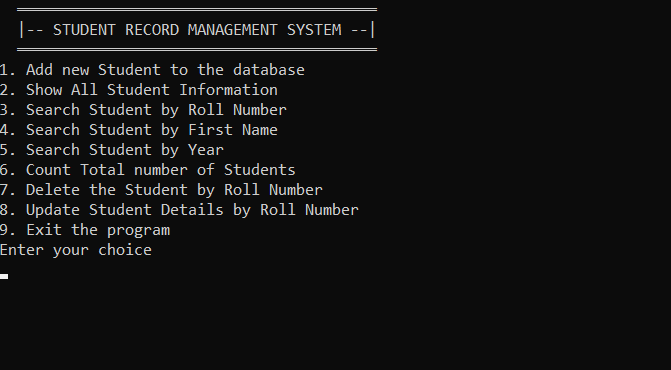 |-- STUDENT RECORD MANAGEMENT SYSTEM --|
1. Add new Student to the database
2. Show All Student Information
3. Search Student by Roll Number
4. Search Student by First Name
5. Search Student by Year
6. Count Total number of Students
7. Delete the Student by Roll Number
8. Update Student Details by Roll Number
9. Exit the program
Enter your choice